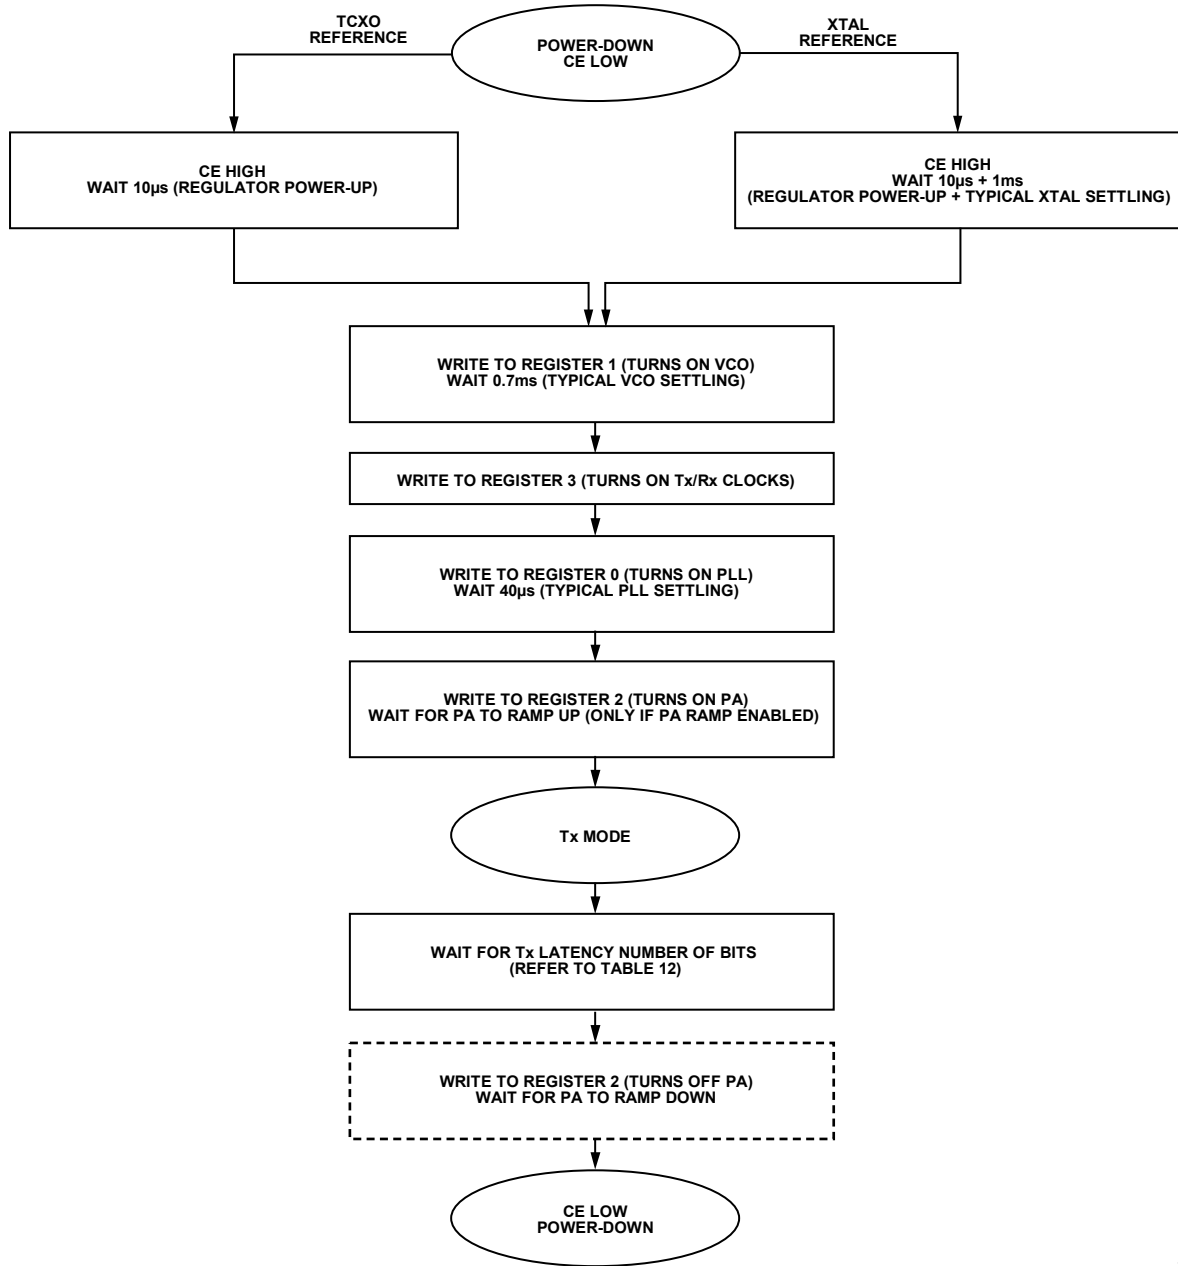 TCXO
REFERENCE
POWER-DOWN
CE LOW
XTAL
REFERENCE
CE HIGH
WAIT 10µs (REGULATOR POWER-UP)
CE HIGH
WAIT 10µs + 1ms
(REGULATOR POWER-UP + TYPICAL XTAL SETTLING)
WRITE TO REGISTER 1 (TURNS ON VCO)
WAIT 0.7ms (TYPICAL VCO SETTLING)
WRITE TO REGISTER 3 (TURNS ON Tx/Rx CLOCKS)
WRITE TO REGISTER 0 (TURNS ON PLL)
WAIT 40µs (TYPICAL PLL SETTLING)
WRITE TO REGISTER 2 (TURNS ON PA)
WAIT FOR PA TO RAMP UP (ONLY IF PA RAMP ENABLED)
Tx MODE
WAIT FOR Tx LATENCY NUMBER OF BITS
(REFER TO TABLE 12)
WRITE TO REGISTER 2 (TURNS OFF PA)
WAIT FOR PA TO RAMP DOWN
CE LOW
POWER-DOWN